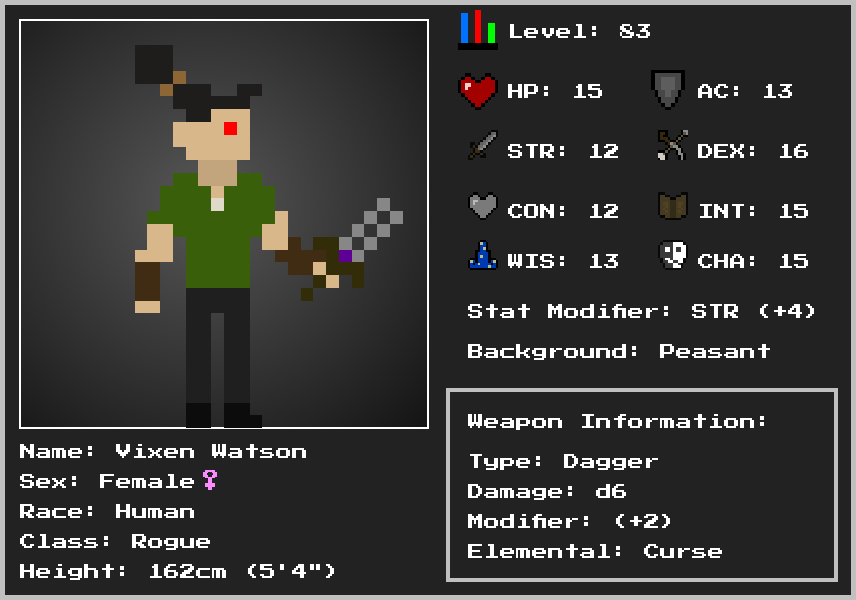 Level: 83
HP: 15
AC: 13
STR: 12
DEX: 16
CON: 12
INT: 15
WIS: 13
CHA: 15
Stat Modifier: STR (+4)
Background: Peasant
Weapon Information:
Type: Dagger
Damage: d6
Modifier: (+2)
Elemental: Curse
Name: Vixen Watson
Sex: Female♀
Race: Human
Class: Rogue
Height: 162cm (5'4")